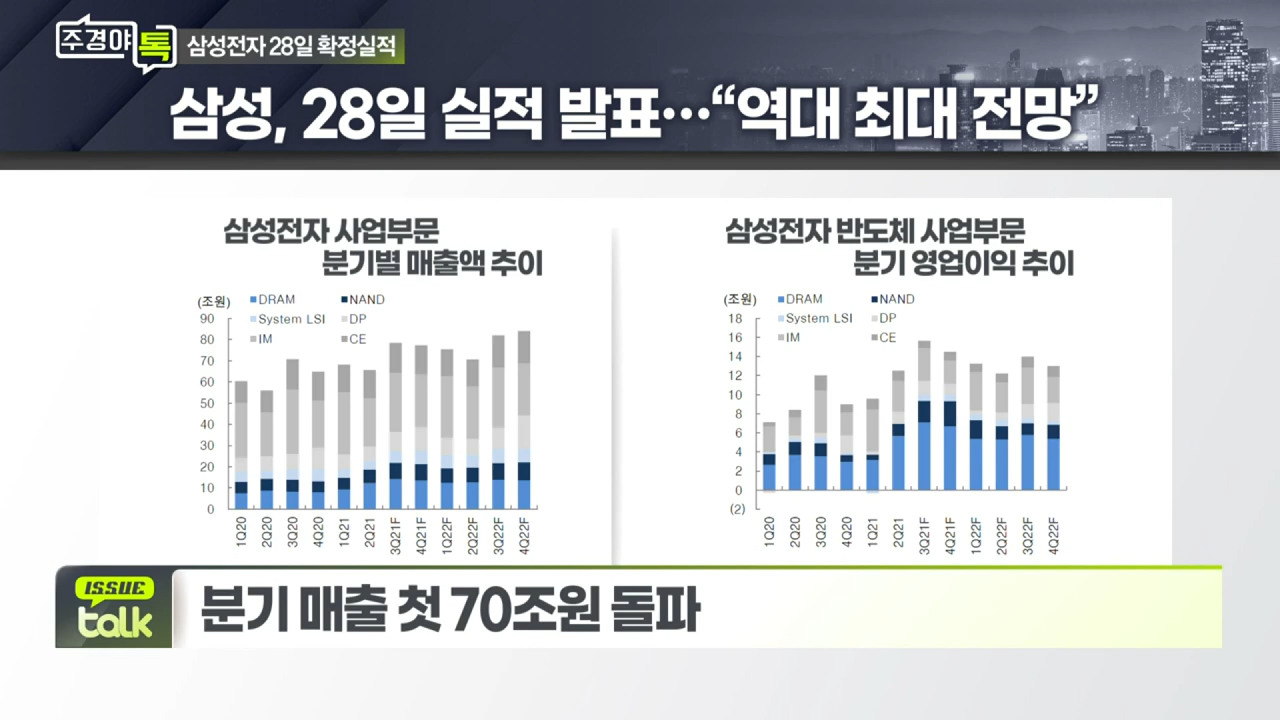 주경야톡
삼성전자 28일 확정실적
삼성, 28일 실적 발표…“역대 최대 전망”
삼성전자 사업부문
분기별 매출액 추이
(조원)
DRAM NAND
System LSI DP
IM CE
90
80
70
60
50
40
30
20
10
0
1Q20 2Q20 3Q20 4Q20 1Q21 2Q21 3Q21F 4Q21F 1Q22F 2Q22F 3Q22F 4Q22F
삼성전자 반도체 사업부문
분기 영업이익 추이
(조원)
DRAM NAND
System LSI DP
IM CE
18
16
14
12
10
8
6
4
2
0
(2)
1Q20 2Q20 3Q20 4Q20 1Q21 2Q21 3Q21F 4Q21F 1Q22F 2Q22F 3Q22F 4Q22F
ISSUE
talk
분기 매출 첫 70조원 돌파